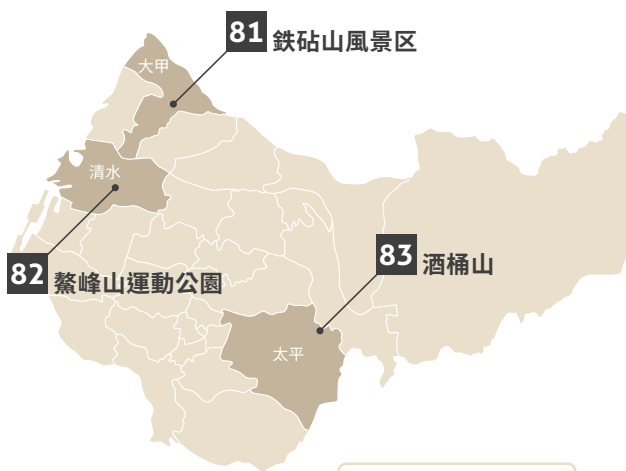 81 鉄砧山風景区
大甲
清水
82 鰲峰山運動公園
83 酒桶山
太平